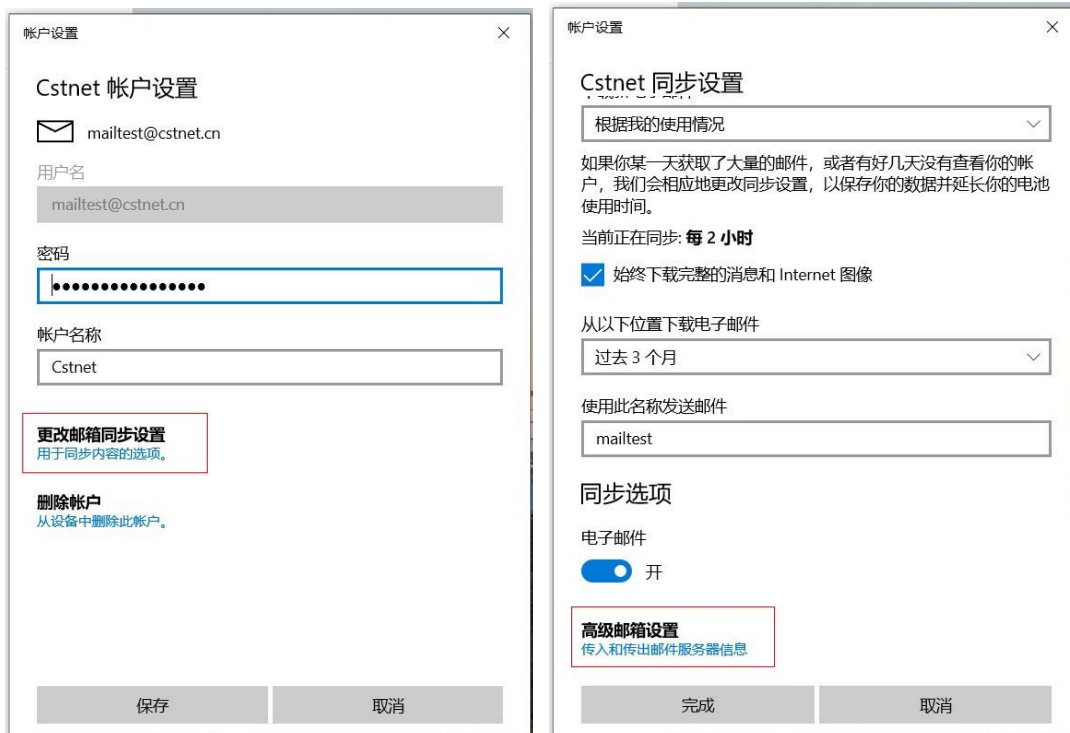 帐户设置
Cstnet 帐户设置
mailtest@cstnet.cn
用户名
mailtest@cstnet.cn
密码
●●●●●●●●●●●●●●●●
帐户名称
Cstnet
更改邮箱同步设置
用于同步内容的选项。
删除帐户
从设备中删除此帐户。
保存
取消
帐户设置
Cstnet 同步设置
根据我的使用情况
如果你某一天获取了大量的邮件，或者有好几天没有查看你的帐
户，我们会相应地更改同步设置，以保存你的数据并延长你的电池
使用时间。
当前正在同步: 每 2 小时
始终下载完整的消息和 Internet 图像
从以下位置下载电子邮件
过去 3 个月
使用此名称发送邮件
mailtest
同步选项
电子邮件
开
高级邮箱设置
传入和传出邮件服务器信息
完成
取消